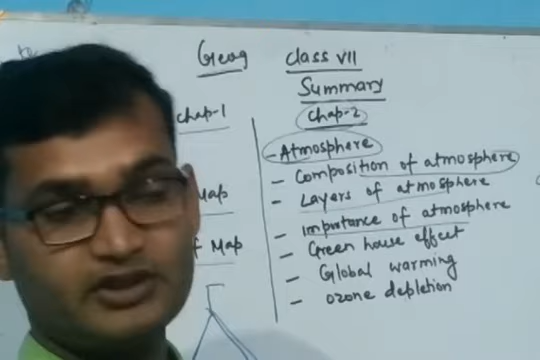 Geog Class VII
Summary
Chap-1
Chap-2
- Atmosphere
- Composition of atmosphere
- Layers of atmosphere
Map
- Importance of atmosphere
- Green house effect
Map
- Global warming
- Ozone depletion